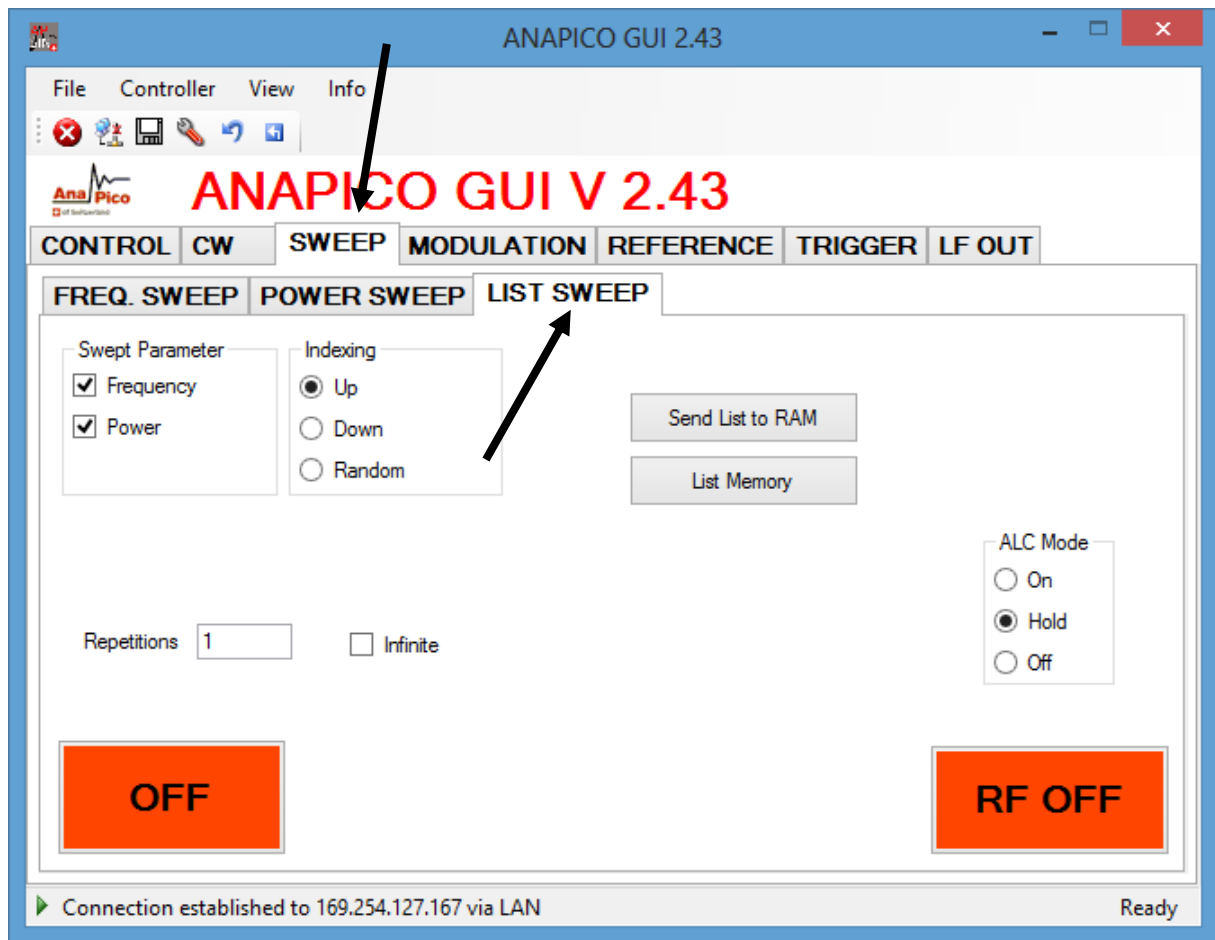 ANAPICO GUI 2.43
File Controller View Info
Ana Pico
of Switzerland
ANAPICO GUI V 2.43
CONTROL CW SWEEP MODULATION REFERENCE TRIGGER LF OUT
FREQ. SWEEP POWER SWEEP LIST SWEEP
Swept Parameter Indexing
Frequency Up
Send List to RAM
Power Down
Random
List Memory
ALC Mode
On
Hold
Repetitions 1 Infinite
Off
OFF RF OFF
Connection established to 169.254.127.167 via LAN Ready